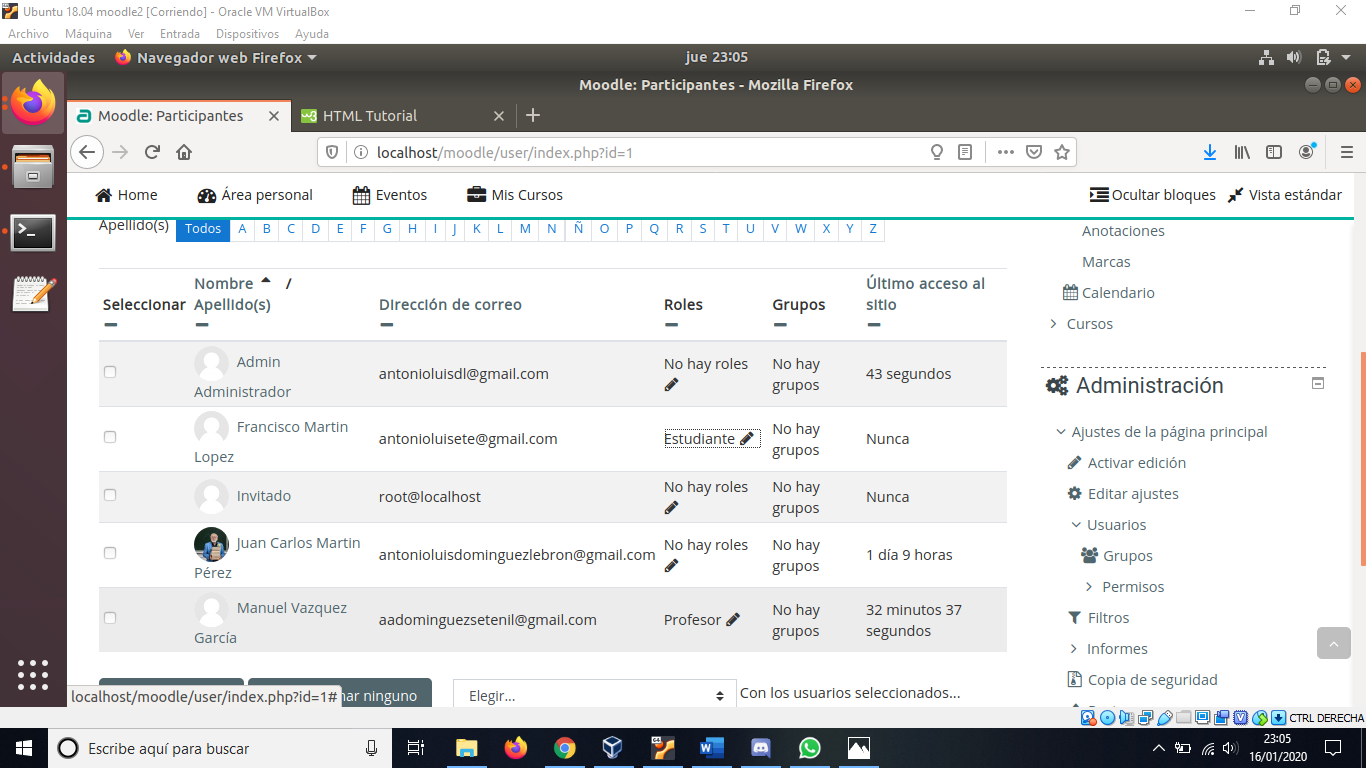 Ubuntu 18.04 moodle2 [Corriendo] - Oracle VM VirtualBox
Archivo Máquina Ver Entrada Dispositivos Ayuda
Actividades Navegador web Firefox jue 23:05
Moodle: Participantes - Mozilla Firefox
Moodle: Participantes HTML Tutorial
localhost/moodle/user/index.php?id=1
Home Área personal Eventos Mis Cursos Ocultar bloques Vista estándar
Apellido(s) Todos A B C D E F G H I J K L M N Ñ O P Q R S T U V W X Y Z
Seleccionar
Nombre /
Apellido(s)
Dirección de correo
Roles
Grupos
Último acceso al
sitio
Admin
Administrador
antonioluisdl@gmail.com
No hay roles
No hay
grupos
43 segundos
Francisco Martin
Lopez
antonioluisete@gmail.com
Estudiante
No hay
grupos
Nunca
Invitado
root@localhost
No hay roles
No hay
grupos
Nunca
Juan Carlos Martin
Pérez
antonioluisdominguezlebron@gmail.com
No hay roles
No hay
grupos
1 día 9 horas
Manuel Vazquez
García
aadominguezsetenil@gmail.com
Profesor
No hay
grupos
32 minutos 37
segundos
ninguno
Elegir...
Con los usuarios seleccionados...
localhost/moodle/user/index.php?id=1#
Anotaciones
Marcas
Calendario
Cursos
Administración
Ajustes de la página principal
Activar edición
Editar ajustes
Usuarios
Grupos
Permisos
Filtros
Informes
Copia de seguridad
CTRL DERECHA
Escribe aquí para buscar
23:05
16/01/2020